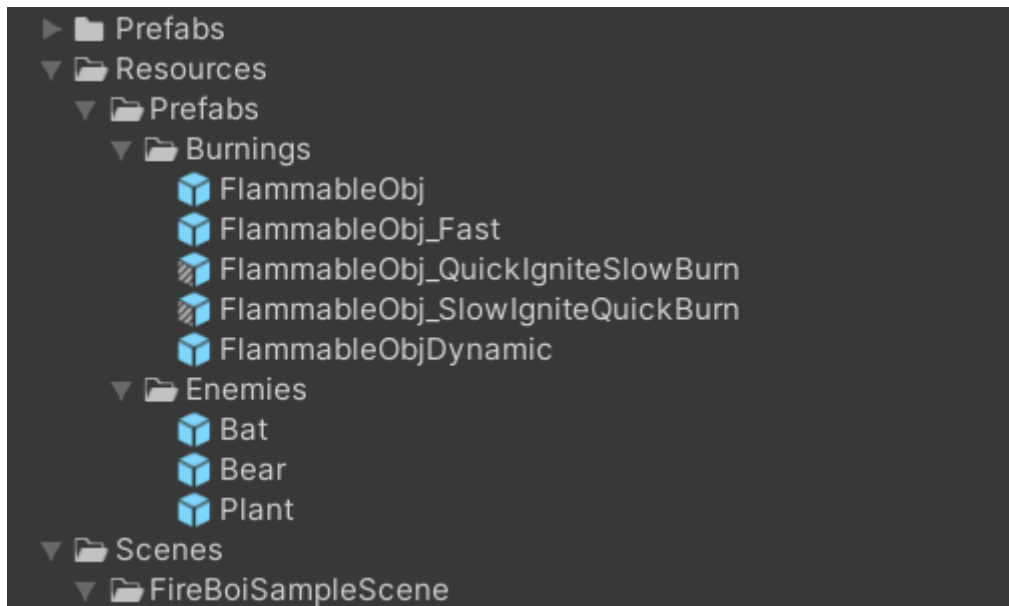 Prefabs
Resources
Prefabs
Burnings
FlammableObj
FlammableObj_Fast
FlammableObj_QuickIgniteSlowBurn
FlammableObj_SlowIgniteQuickBurn
FlammableObjDynamic
Enemies
Bat
Bear
Plant
Scenes
FireBoiSampleScene